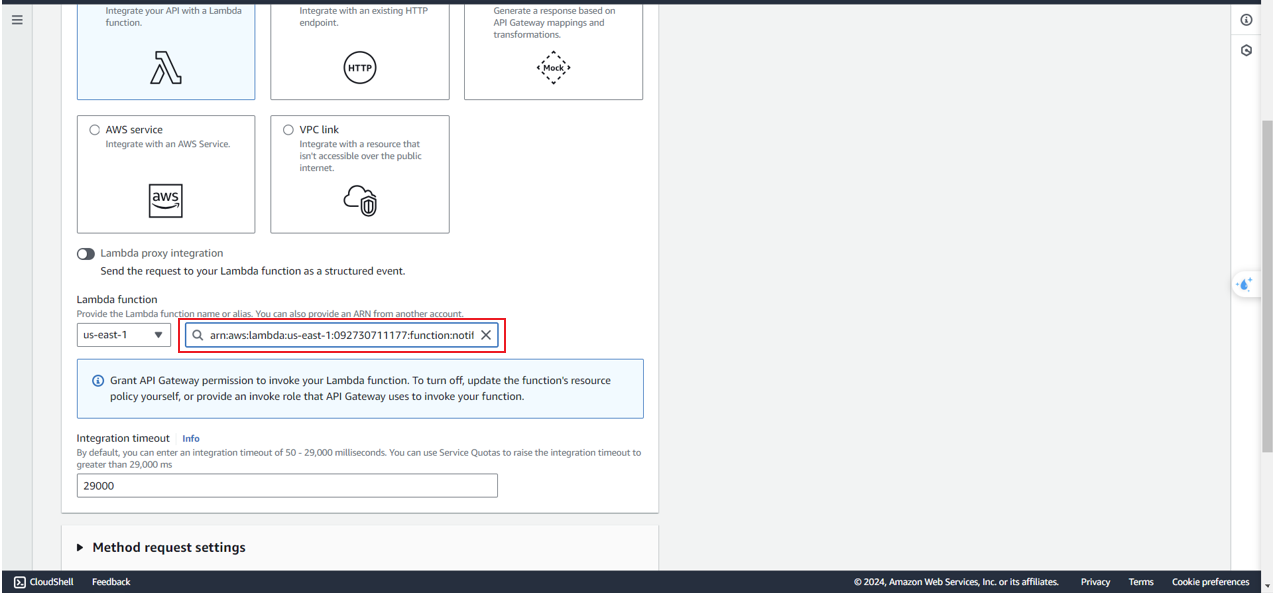 Integrate your API with a Lambda
function.
Integrate with an existing HTTP
endpoint.
Generate a response based on
API Gateway mappings and
transformations.
HTTP
Mock
AWS service
Integrate with an AWS Service.
aws
VPC link
Integrate with a resource that
isn't accessible over the public
internet.
Lambda proxy integration
Send the request to your Lambda function as a structured event.
Lambda function
Provide the Lambda function name or alias. You can also provide an ARN from another account.
us-east-1
arn:aws:lambda:us-east-1:092730711177:function:notif
Grant API Gateway permission to invoke your Lambda function. To turn off, update the function's resource
policy yourself, or provide an invoke role that API Gateway uses to invoke your function.
Integration timeout Info
By default, you can enter an integration timeout of 50 - 29,000 milliseconds. You can use Service Quotas to raise the integration timeout to
greater than 29,000 ms
29000
Method request settings
CloudShell Feedback © 2024, Amazon Web Services, Inc. or its affiliates. Privacy Terms Cookie preferences